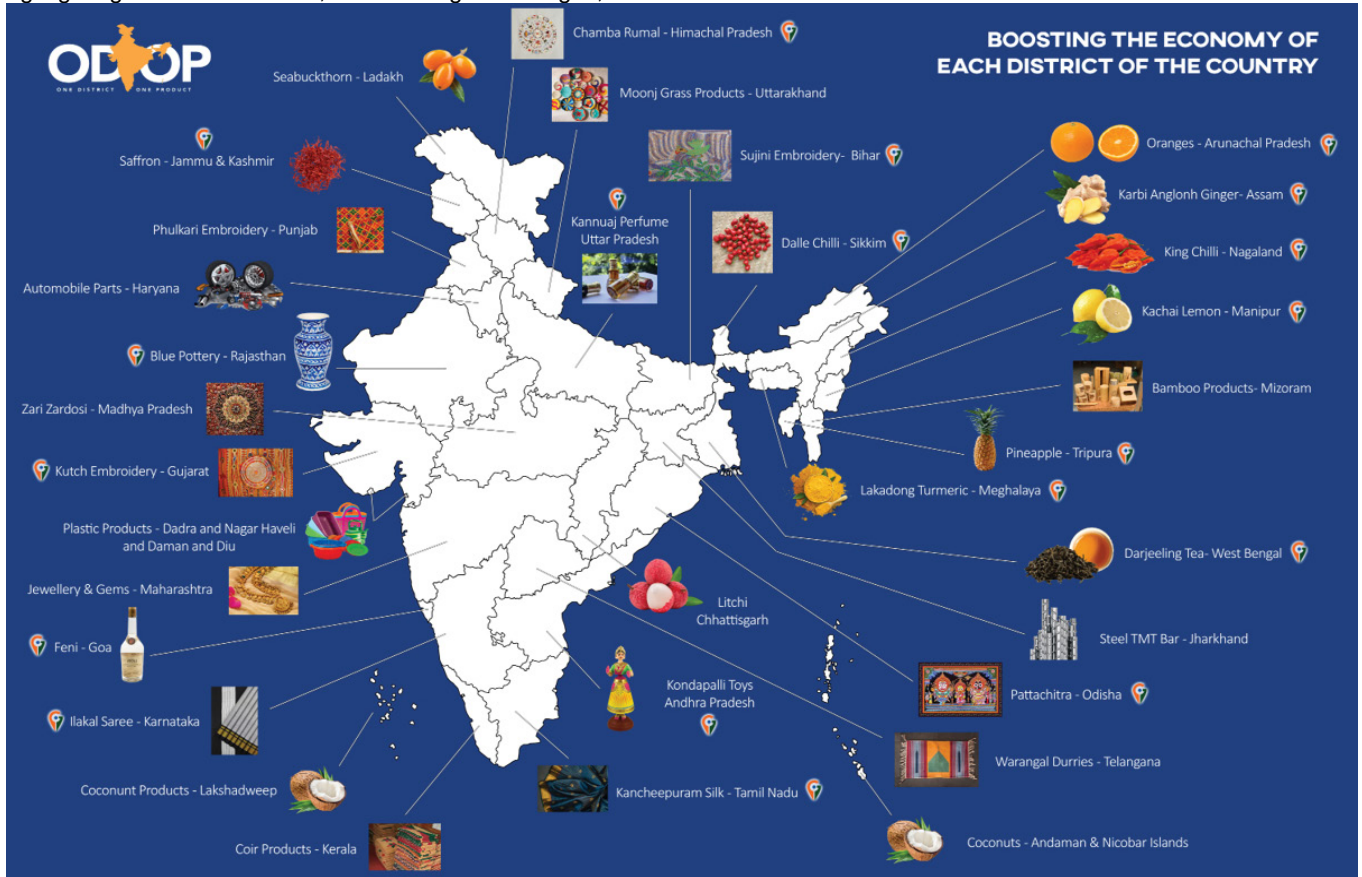 ODOP
ONE DISTRICT ONE PRODUCT
BOOSTING THE ECONOMY OF
EACH DISTRICT OF THE COUNTRY
Chamba Rumal - Himachal Pradesh
Seabuckthorn - Ladakh
Moonj Grass Products - Uttarakhand
Saffron - Jammu & Kashmir
Sujini Embroidery- Bihar
Oranges - Arunachal Pradesh
Karbi Anglonh Ginger- Assam
Phulkari Embroidery - Punjab
Kannuaj Perfume
Uttar Pradesh
Dalle Chilli - Sikkim
King Chilli - Nagaland
Automobile Parts - Haryana
Kachai Lemon - Manipur
Blue Pottery - Rajasthan
Bamboo Products- Mizoram
Zari Zardosi - Madhya Pradesh
Pineapple - Tripura
Kutch Embroidery - Gujarat
Lakadong Turmeric - Meghalaya
Plastic Products - Dadra and Nagar Haveli
and Daman and Diu
Darjeeling Tea- West Bengal
Jewellery & Gems - Maharashtra
Litchi
Chhattisgarh
Steel TMT Bar - Jharkhand
Feni - Goa
Kondapalli Toys
Andhra Pradesh
Pattachitra - Odisha
Ilakal Saree - Karnataka
Warangal Durries - Telangana
Coconunt Products - Lakshadweep
Kancheepuram Silk - Tamil Nadu
Coir Products - Kerala
Coconuts - Andaman & Nicobar Islands